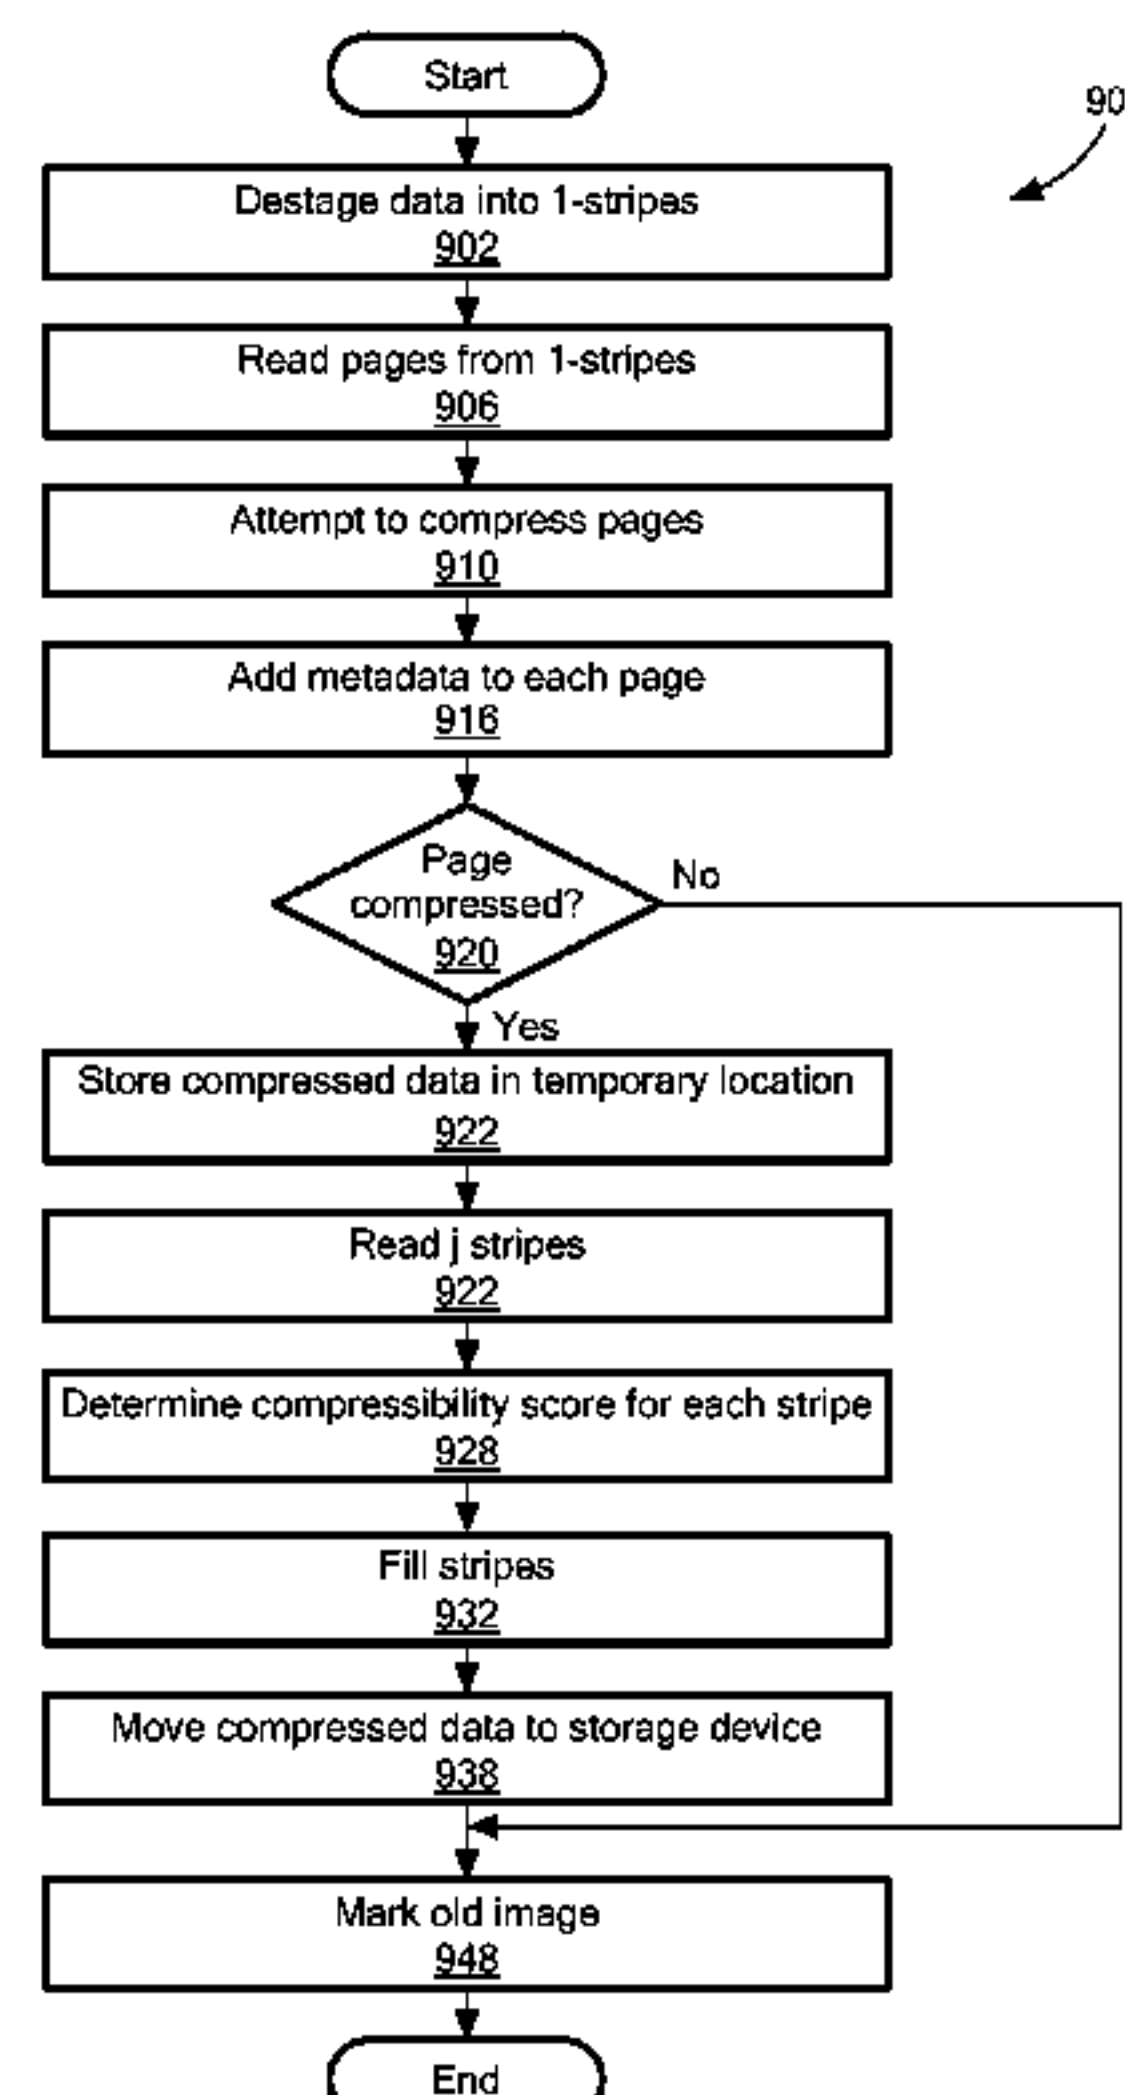 Start
90
Destage data into 1-stripes
902
Read pages from 1-stripes
906
Attempt to compress pages
910
Add metadata to each page
916
Page
compressed?
920
No
Yes
Store compressed data in temporary location
922
Read j stripes
922
Determine compressibility score for each stripe
928
Fill stripes
932
Move compressed data to storage device
938
Mark old image
948
End